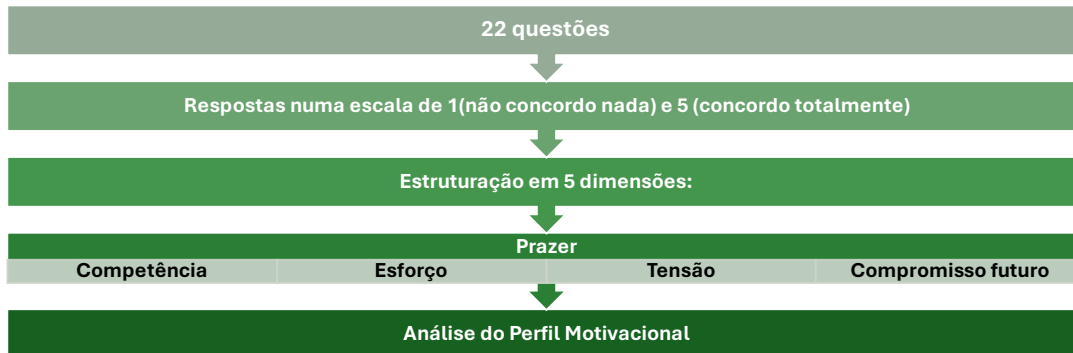 22 questões
Respostas numa escala de 1(não concordo nada) e 5 (concordo totalmente)
Estruturação em 5 dimensões:
Prazer
Competência Esforço Tensão Compromisso futuro
Análise do Perfil Motivacional